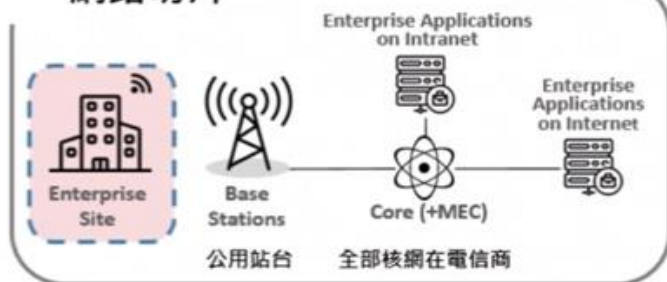 Enterprise Applications
on Intranet
Enterprise
Applications
on Internet
Enterprise
Site
Base
Stations
Core (+MEC)
公用站台
全部核網在電信商